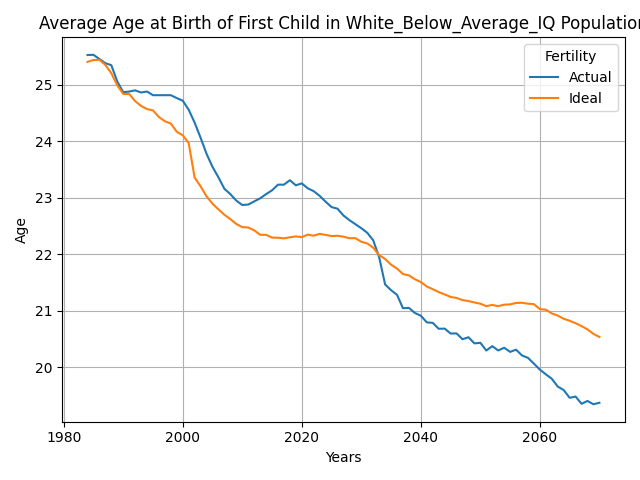 Average Age at Birth of First Child in White_Below_Average_IQ Population
Fertility
Actual
Ideal
25
24
23
22
21
20
Age
1980
2000
2020
2040
2060
Years